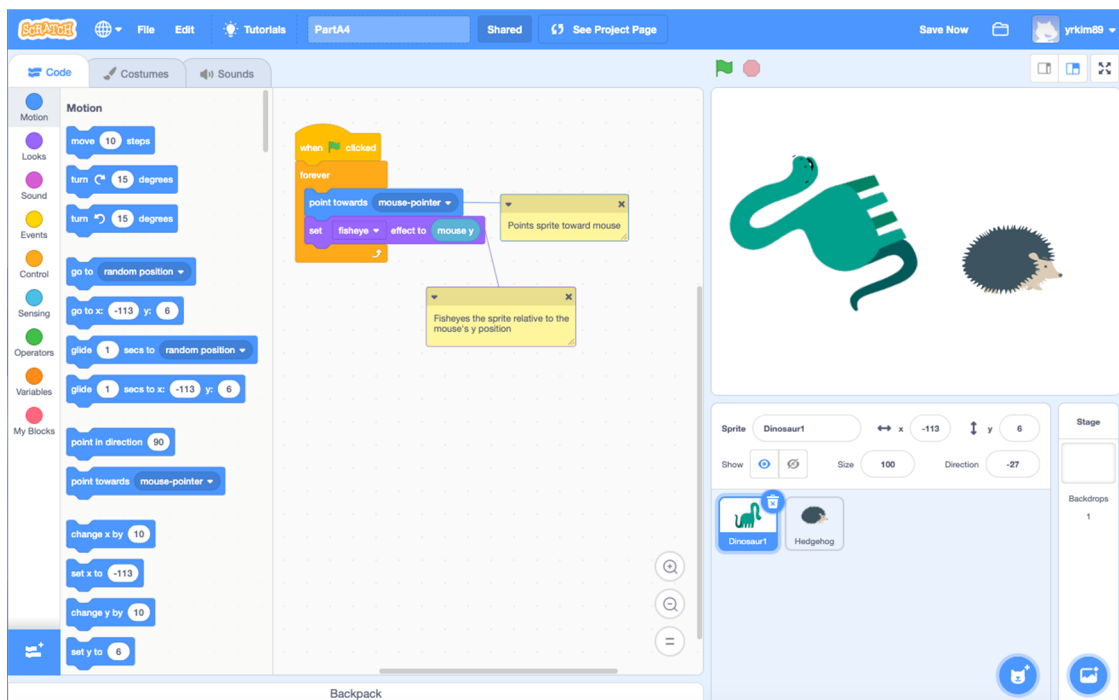 SCRATCH
File
Edit
Tutorials
PartA4
Shared
See Project Page
Save Now
yrkim89
Code
Costumes
Sounds
Motion
Looks
Sound
Events
Control
Sensing
Operators
Variables
My Blocks
Motion
move 10 steps
turn 15 degrees
turn 15 degrees
go to random position
go to x: -113 y: 6
glide 1 secs to random position
glide 1 secs to x: -113 y: 6
point in direction 90
point towards mouse-pointer
change x by 10
set x to -113
change y by 10
set y to 6
when clicked
forever
point towards mouse-pointer
set fisheye effect to mouse y
Points sprite toward mouse
Fisheyes the sprite relative to the
mouse's y position
Backpack
Sprite Dinosaur1 x -113 y 6
Show Size 100 Direction -27
Dinosaur1
Hedgehog
Stage
Backdrops
1